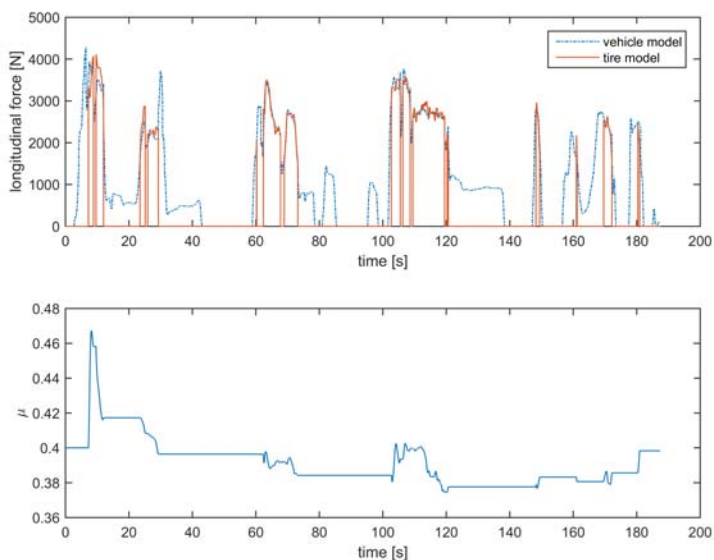 5000
4000
3000
2000
1000
0
longitudinal force [N]
vehicle model
tire model
0 20 40 60 80 100 120 140 160 180 200
time [s]
0.48
0.46
0.44
0.42
0.4
0.38
0.36
μ
0 20 40 60 80 100 120 140 160 180 200
time [s]